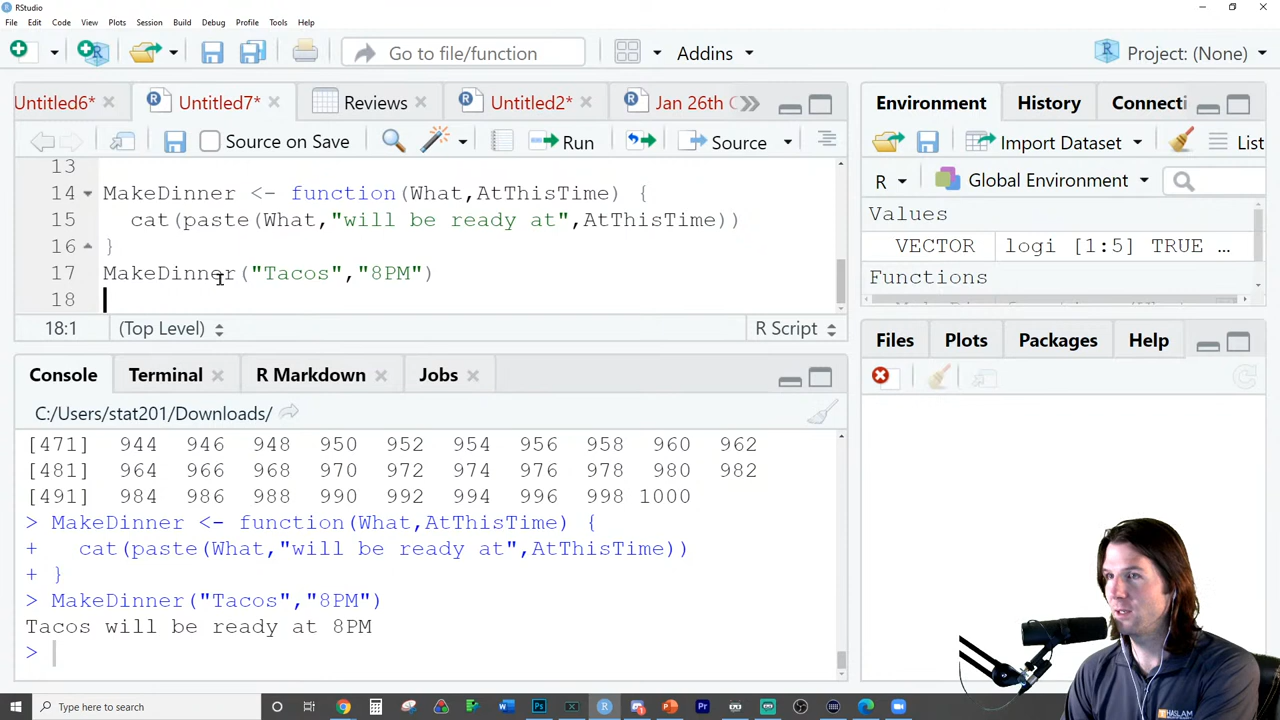 RStudio
File Edit Code View Plots Session Build Debug Profile Tools Help
Go to file/function
Addins
Project: (None)
Untitled6*
Untitled7*
Reviews
Untitled2*
Jan 26th
Source on Save
Run
Source
13
14 MakeDinner <- function(What,AtThisTime) {
15 cat(paste(What,"will be ready at",AtThisTime))
16 }
17 MakeDinner("Tacos","8PM")
18
18:1 (Top Level) R Script
Console Terminal R Markdown Jobs
C:/Users/stat201/Downloads/
[471] 944 946 948 950 952 954 956 958 960 962
[481] 964 966 968 970 972 974 976 978 980 982
[491] 984 986 988 990 992 994 996 998 1000
> MakeDinner <- function(What,AtThisTime) {
+ cat(paste(What,"will be ready at",AtThisTime))
+ }
> MakeDinner("Tacos","8PM")
Tacos will be ready at 8PM
>
Environment History Connecti
Import Dataset List
R Global Environment
Values
VECTOR logi [1:5] TRUE ...
Functions
Files Plots Packages Help
Type here to search
HASLAM